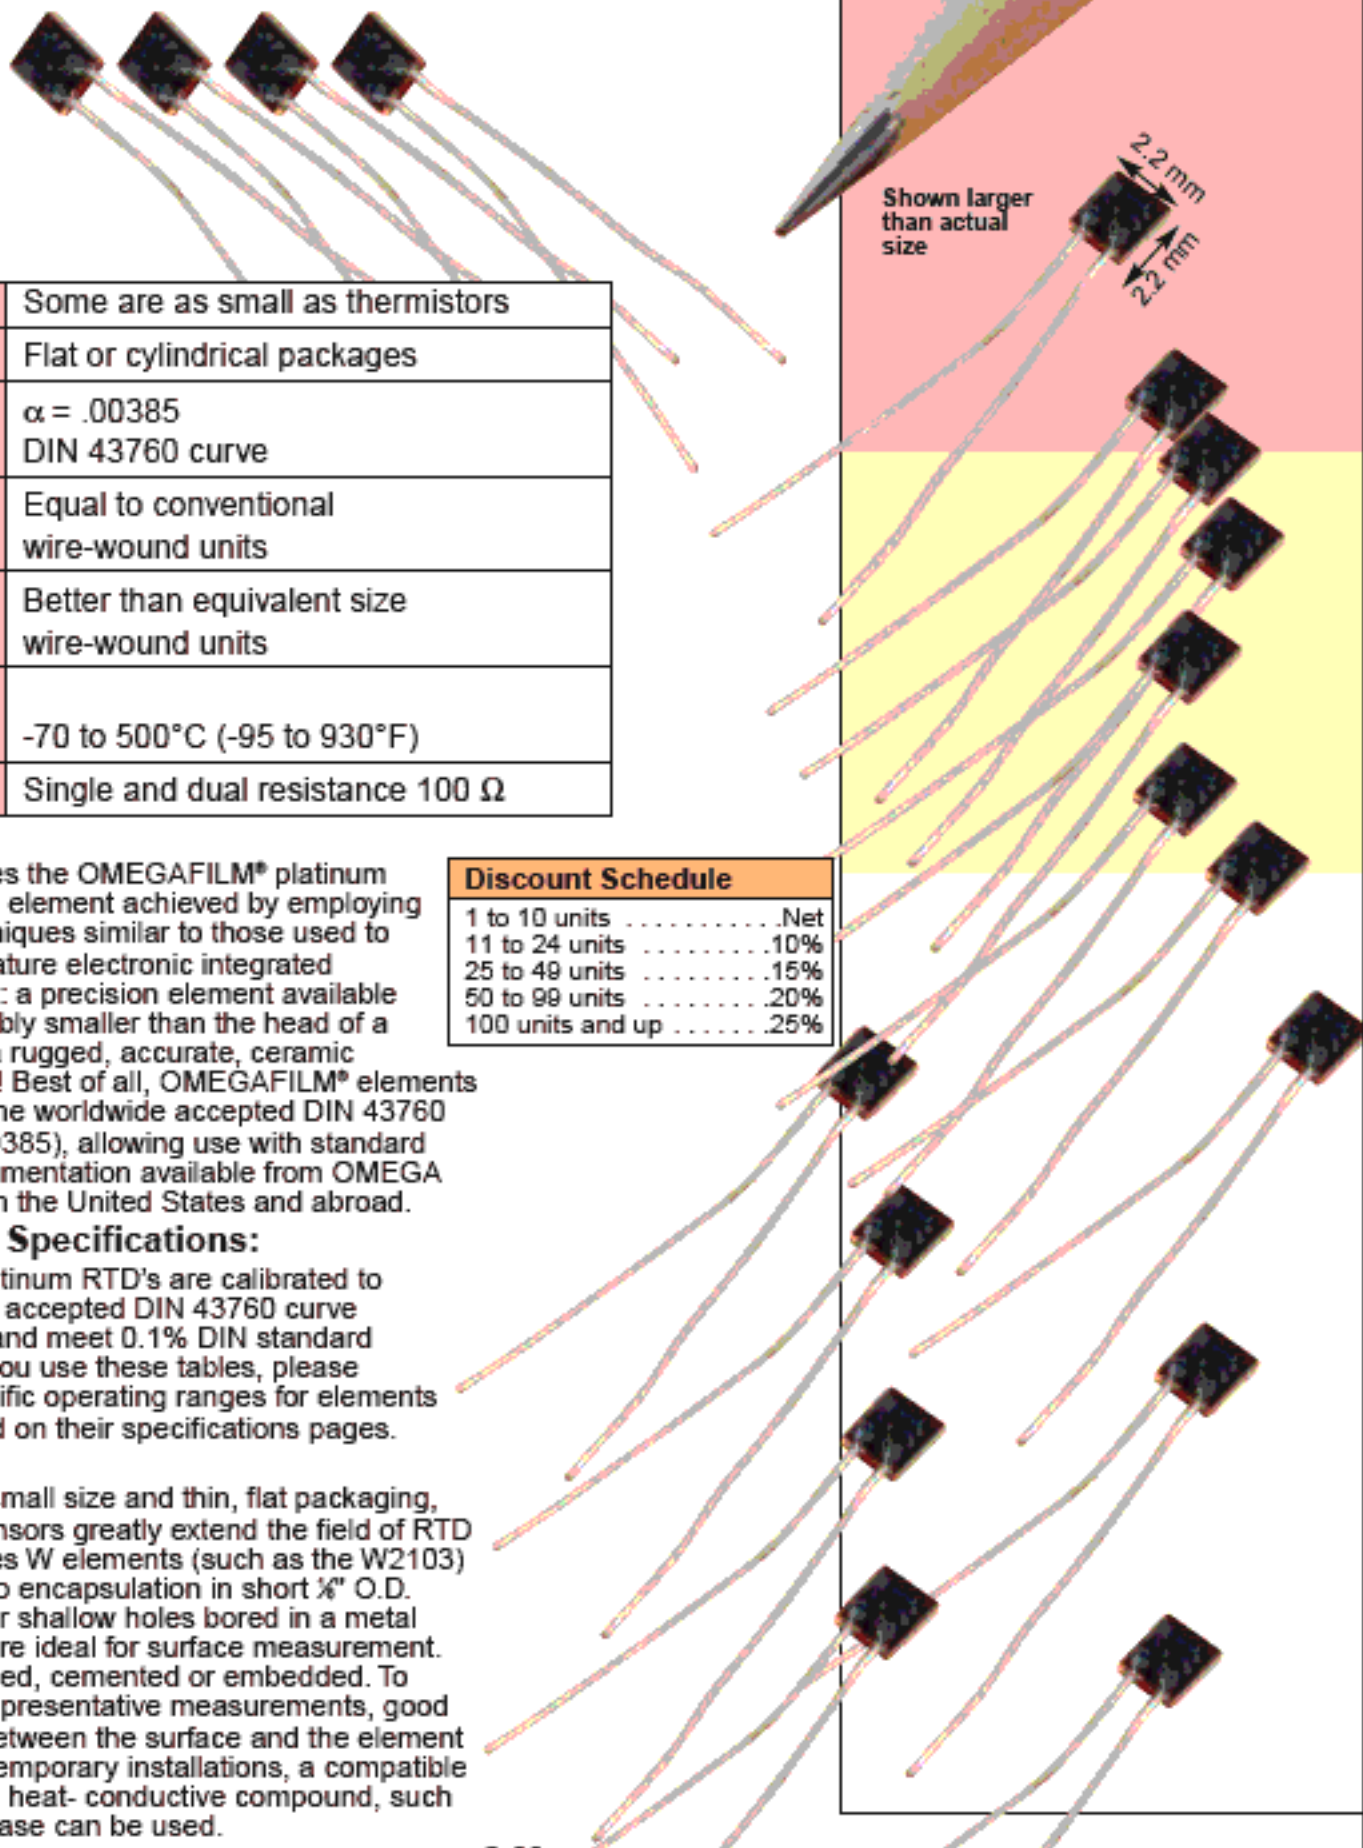 2.2 mm
2.2 mm
Shown larger
than actual
size
Some are as small as thermistors
Flat or cylindrical packages
α = .00385
DIN 43760 curve
Equal to conventional
wire-wound units
Better than equivalent size
wire-wound units
-70 to 500°C (-95 to 930°F)
Single and dual resistance 100 Ω
es the OMEGAFILM® platinum
element achieved by employing
niques similar to those used to
ature electronic integrated
: a precision element available
bly smaller than the head of a
rugged, accurate, ceramic
! Best of all, OMEGAFILM® elements
ne worldwide accepted DIN 43760
385), allowing use with standard
mentation available from OMEGA
n the United States and abroad.
Discount Schedule
1 to 10 units ...........Net
11 to 24 units .........10%
25 to 49 units .........15%
50 to 99 units .........20%
100 units and up .......25%
Specifications:
tinum RTD's are calibrated to
accepted DIN 43760 curve
and meet 0.1% DIN standard
ou use these tables, please
ific operating ranges for elements
d on their specifications pages.
mall size and thin, flat packaging,
nsors greatly extend the field of RTD
es W elements (such as the W2103)
o encapsulation in short ⅛" O.D.
r shallow holes bored in a metal
re ideal for surface measurement.
ed, cemented or embedded. To
presentative measurements, good
etween the surface and the element
emporary installations, a compatible
heat- conductive compound, such
ase can be used.